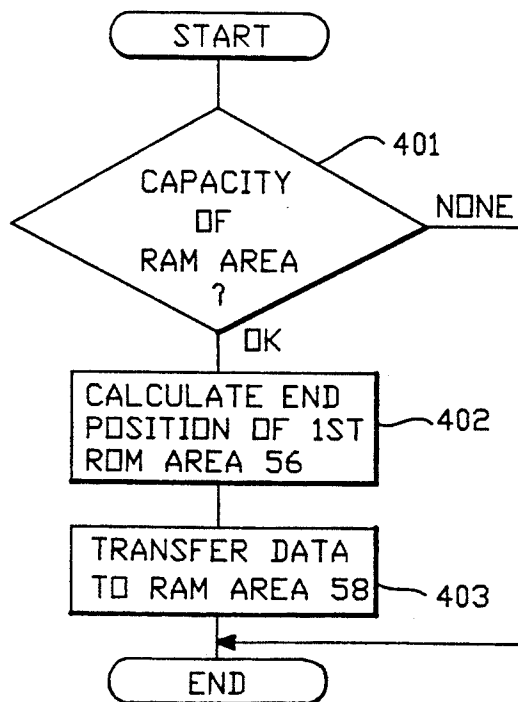 START
401
CAPACITY
OF
RAM AREA
?
NONE
OK
CALCULATE END
POSITION OF 1ST
ROM AREA 56
402
TRANSFER DATA
TO RAM AREA 58
403
END